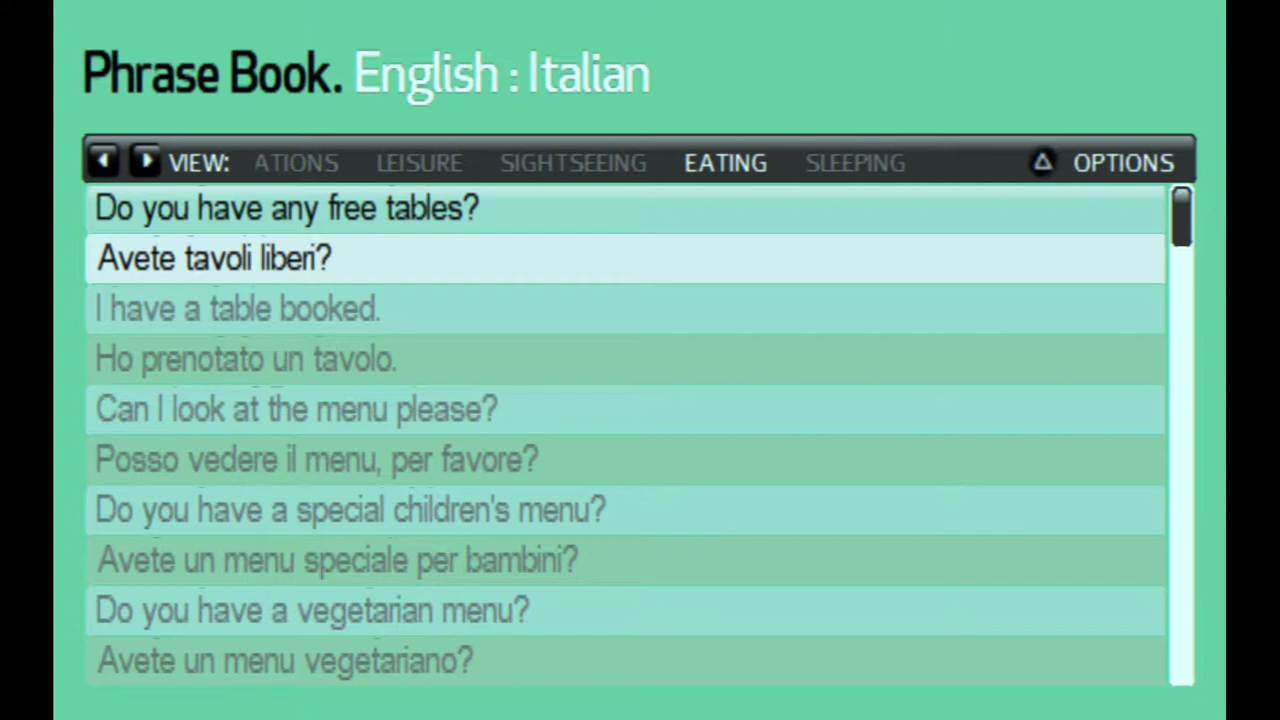 Phrase Book. English : Italian
VIEW: ATIONS LEISURE SIGHTSEEING EATING SLEEPING OPTIONS
Do you have any free tables?
Avete tavoli liberi?
I have a table booked.
Ho prenotato un tavolo.
Can I look at the menu please?
Posso vedere il menu, per favore?
Do you have a special children's menu?
Avete un menu speciale per bambini?
Do you have a vegetarian menu?
Avete un menu vegetariano?